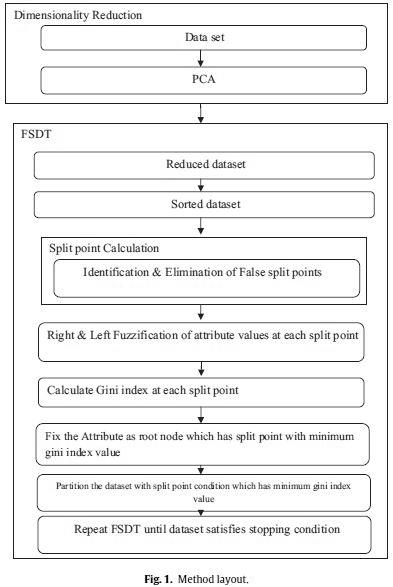 Dimensionality Reduction
Data set
PCA
FSDT
Reduced dataset
Sorted dataset
Split point Calculation
Identification & Elimination of False split points
Right & Left Fuzzification of attribute values at each split point
Calculate Gini index at each split point
Fix the Attribute as root node which has split point with minimum
gini index value
Partition the dataset with split point condition which has minimum gini index
value
Repeat FSDT until dataset satisfies stopping condition
Fig. 1. Method layout.